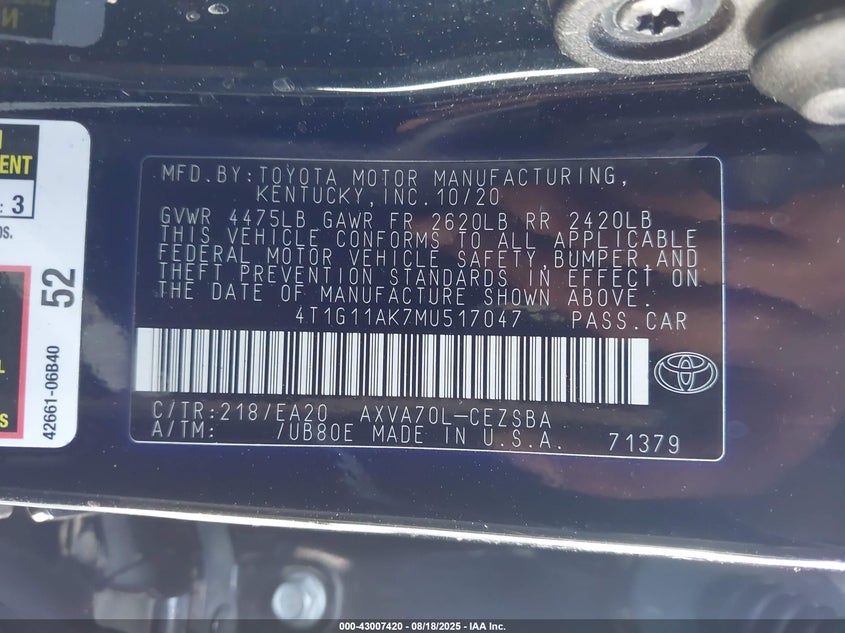 MFD.BY:TOYOTA MOTOR MANUFACTURING,
KENTUCKY,INC.10/20
GVWR 4475LB GAWR FR 2620LB RR 2420LB
THIS VEHICLE CONFORMS TO ALL APPLICABLE
FEDERAL MOTOR VEHICLE SAFETY,BUMPER AND
THEFT PREVENTION STANDARDS IN EFFECT ON
THE DATE OF MANUFACTURE SHOWN ABOVE.
4T1G11AK7MU517047 PASS.CAR
C/TR:218/EA20 AXVA70L-CEZSBA
A/TM: 7UB80E MADE IN U.S.A. 71379
3
52
42661-06B40
000-43007420 - 08/18/2025 - IAA Inc.